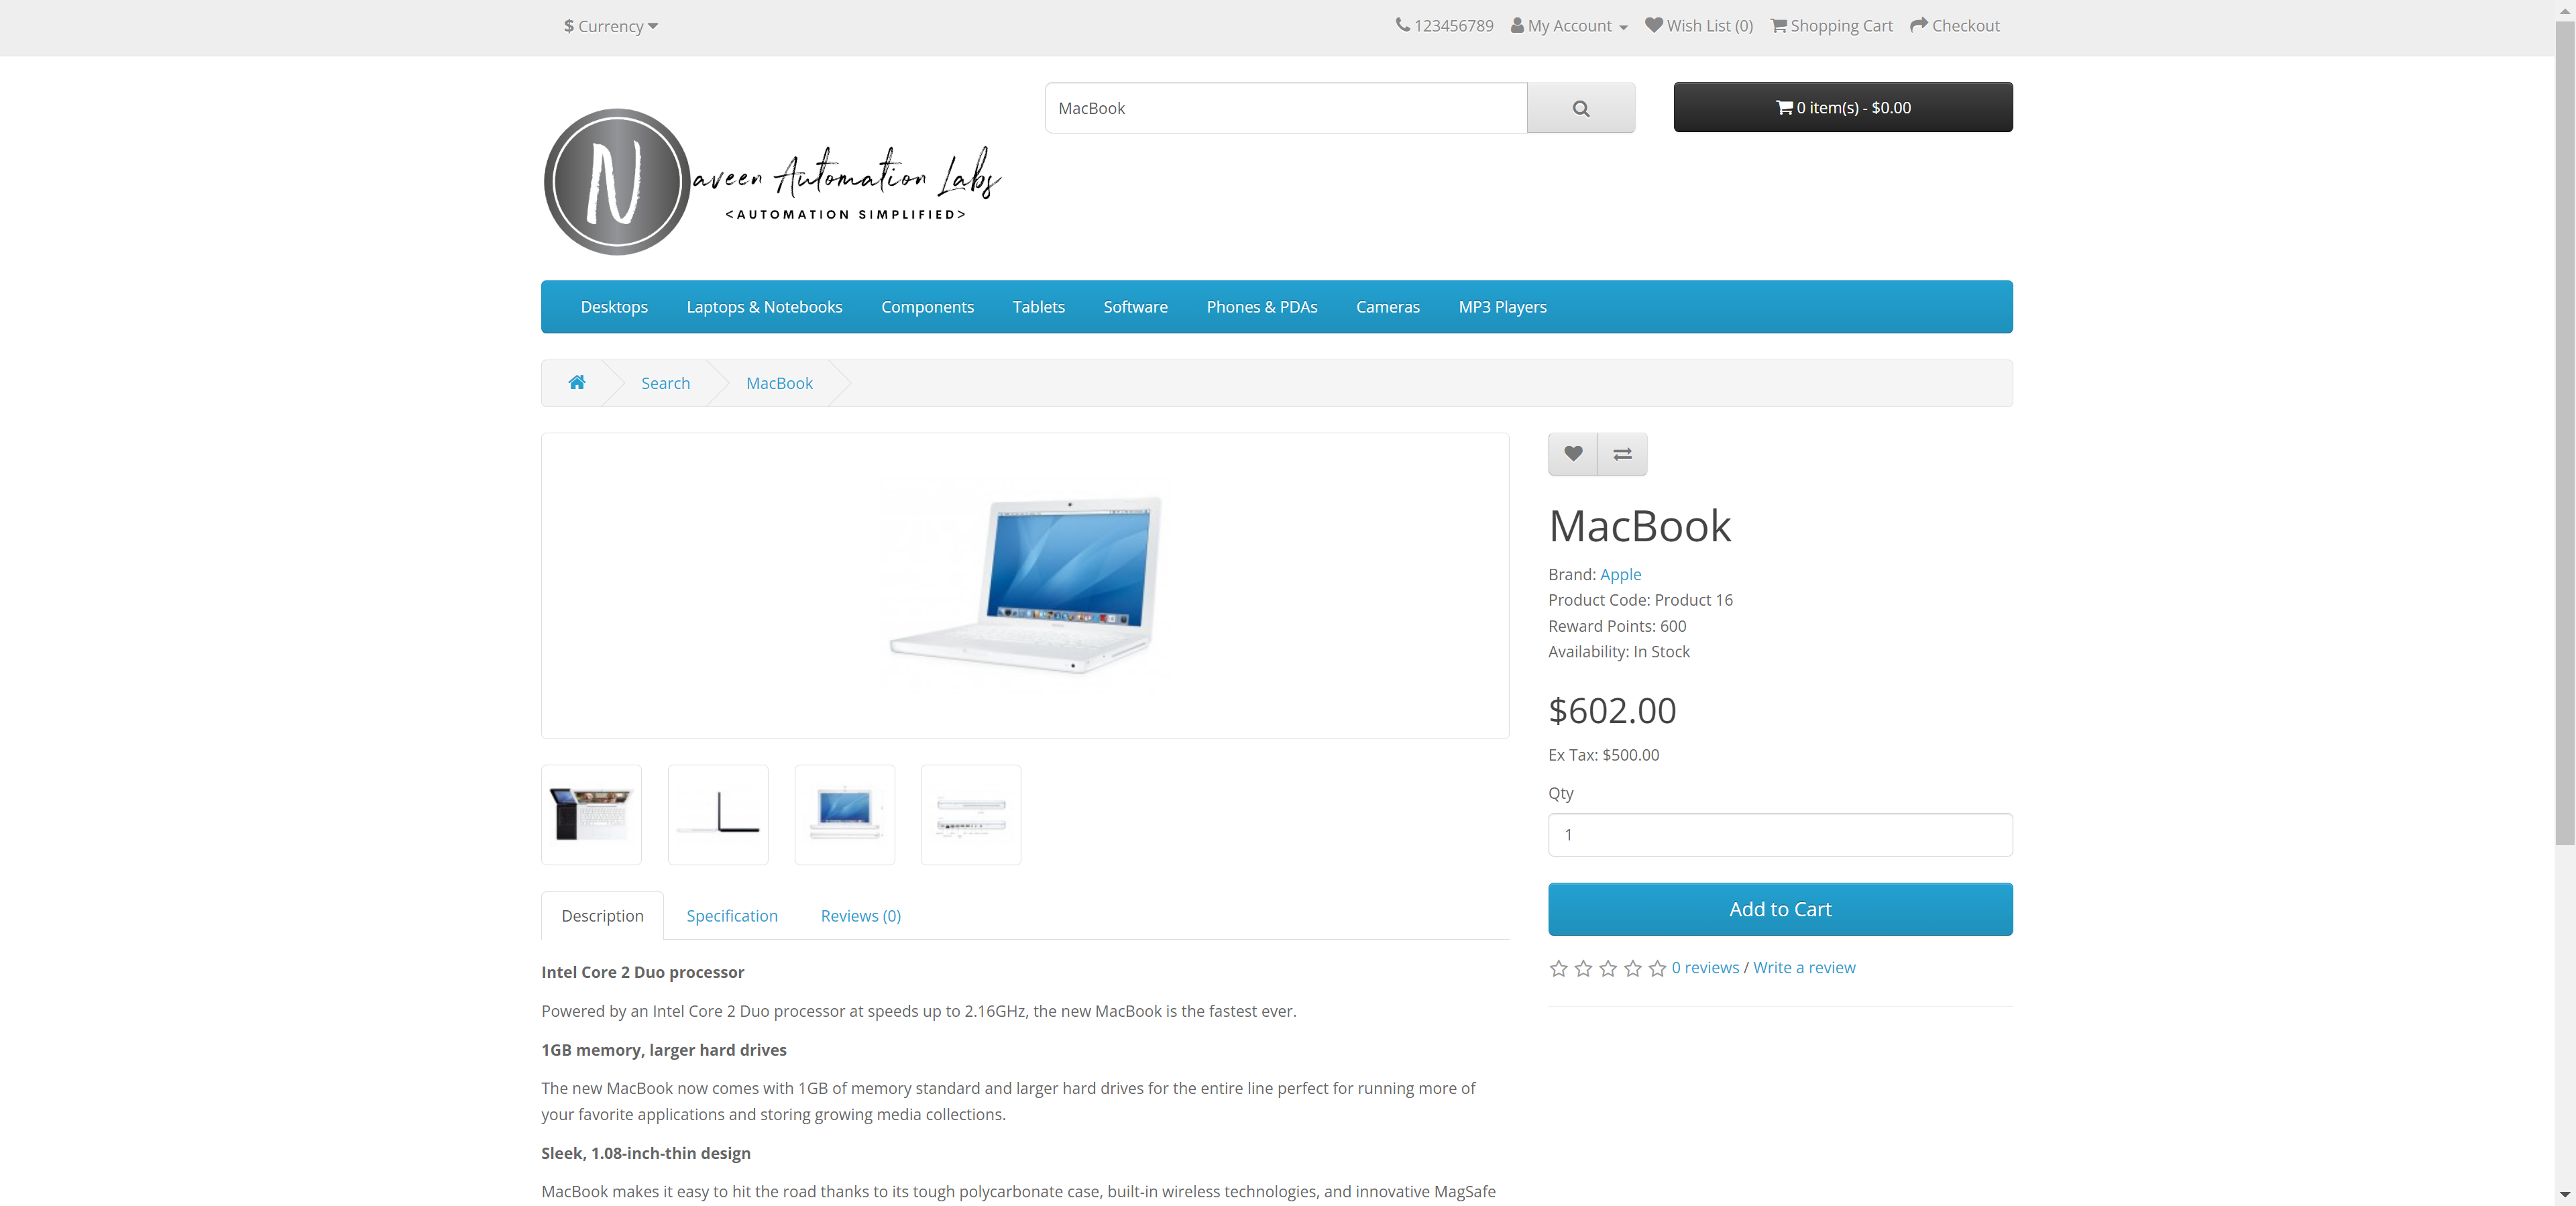 $ Currency
123456789 My Account Wish List (0) Shopping Cart Checkout
MacBook
0 item(s) - $0.00
N
aveen Automation Labs
<AUTOMATION SIMPLIFIED>
Desktops Laptops & Notebooks Components Tablets Software Phones & PDAs Cameras MP3 Players
Search MacBook
MacBook
Brand: Apple
Product Code: Product 16
Reward Points: 600
Availability: In Stock
$602.00
Ex Tax: $500.00
Qty
1
Add to Cart
0 reviews / Write a review
Description Specification Reviews (0)
Intel Core 2 Duo processor
Powered by an Intel Core 2 Duo processor at speeds up to 2.16GHz, the new MacBook is the fastest ever.
1GB memory, larger hard drives
The new MacBook now comes with 1GB of memory standard and larger hard drives for the entire line perfect for running more of
your favorite applications and storing growing media collections.
Sleek, 1.08-inch-thin design
MacBook makes it easy to hit the road thanks to its tough polycarbonate case, built-in wireless technologies, and innovative MagSafe